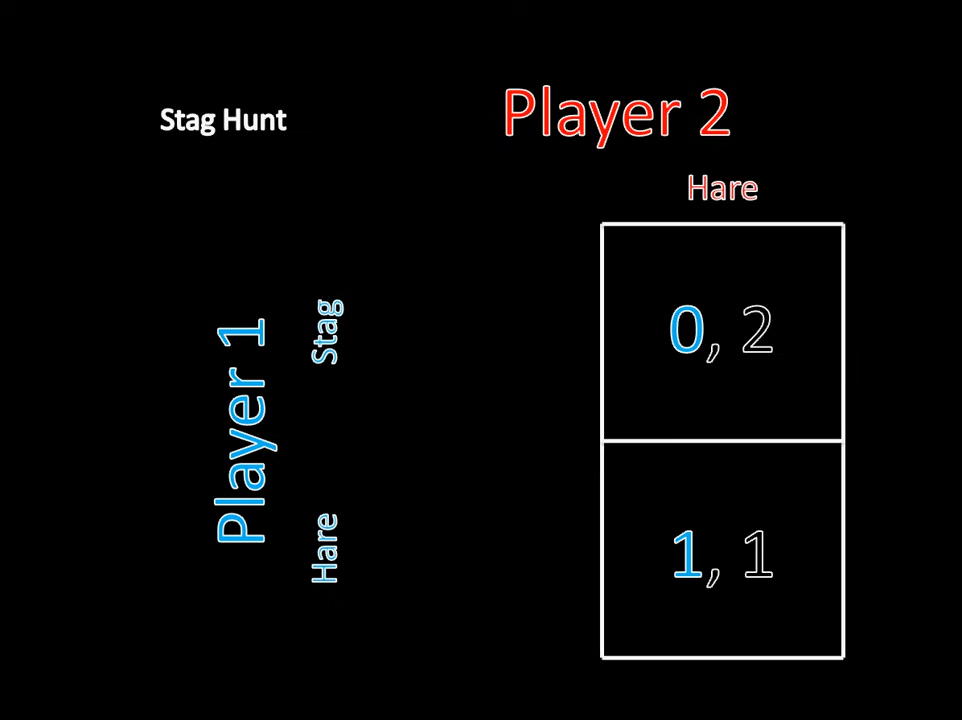 Stag Hunt
Player 2
Hare
Player 1
Stag
0, 2
Hare
1, 1